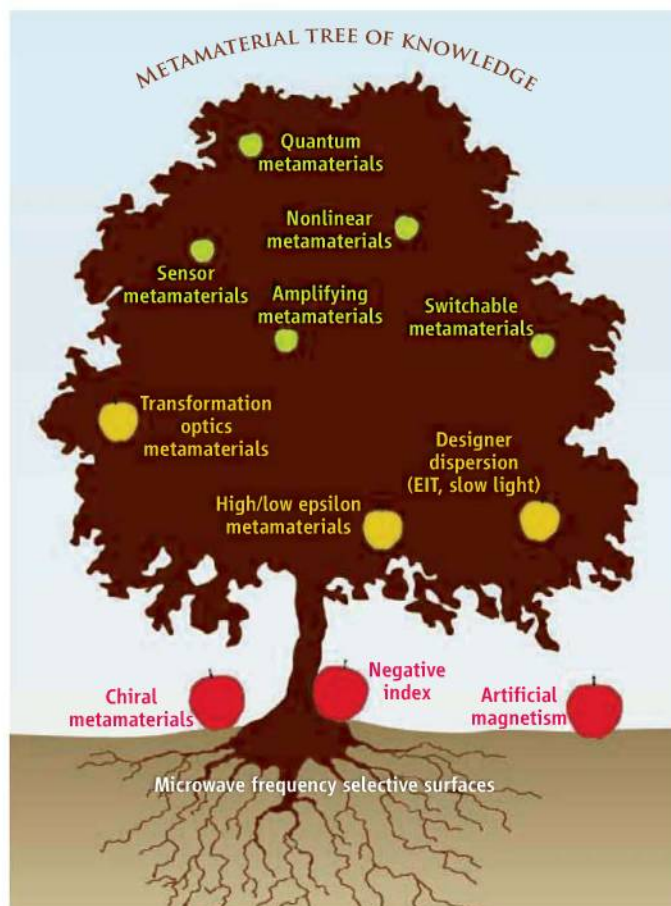 METAMATERIAL TREE OF KNOWLEDGE
Quantum
metamaterials
Nonlinear
metamaterials
Sensor
metamaterials
Amplifying
metamaterials
Switchable
metamaterials
Transformation
optics
metamaterials
Designer
dispersion
(EIT, slow light)
High/low epsilon
metamaterials
Chiral
metamaterials
Negative
index
Artificial
magnetism
Microwave frequency selective surfaces